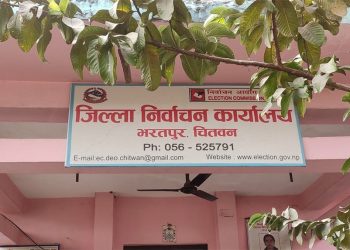 निर्वाचन आयोग
ELECTION COMMISSION
जिल्ला निर्वाचन कार्यालय
भरतपुर, चितवन
Ph: 056 - 525791
E-mail:ec.deo.chitwan@gmail.com Website : www.election.gov.np